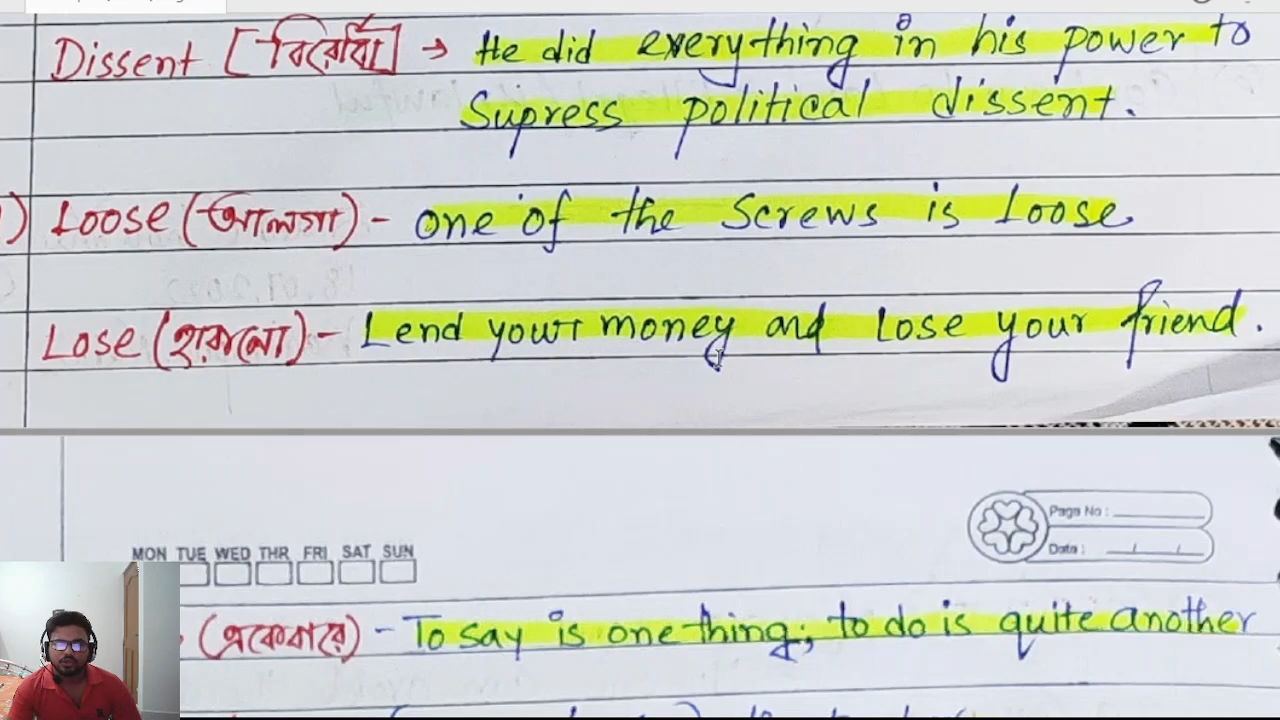 Dissent [বিরোধিতা] → He did everything in his power to
Supress political dissent.
Loose (আলগা) - One of the Screws is Loose.
Lose (হারানো) - Lend your money and Lose your friend.
Page No :
MON TUE WED THR FRI SAT SUN
Date :
(একেবারে) - To say is one thing; to do is quite another